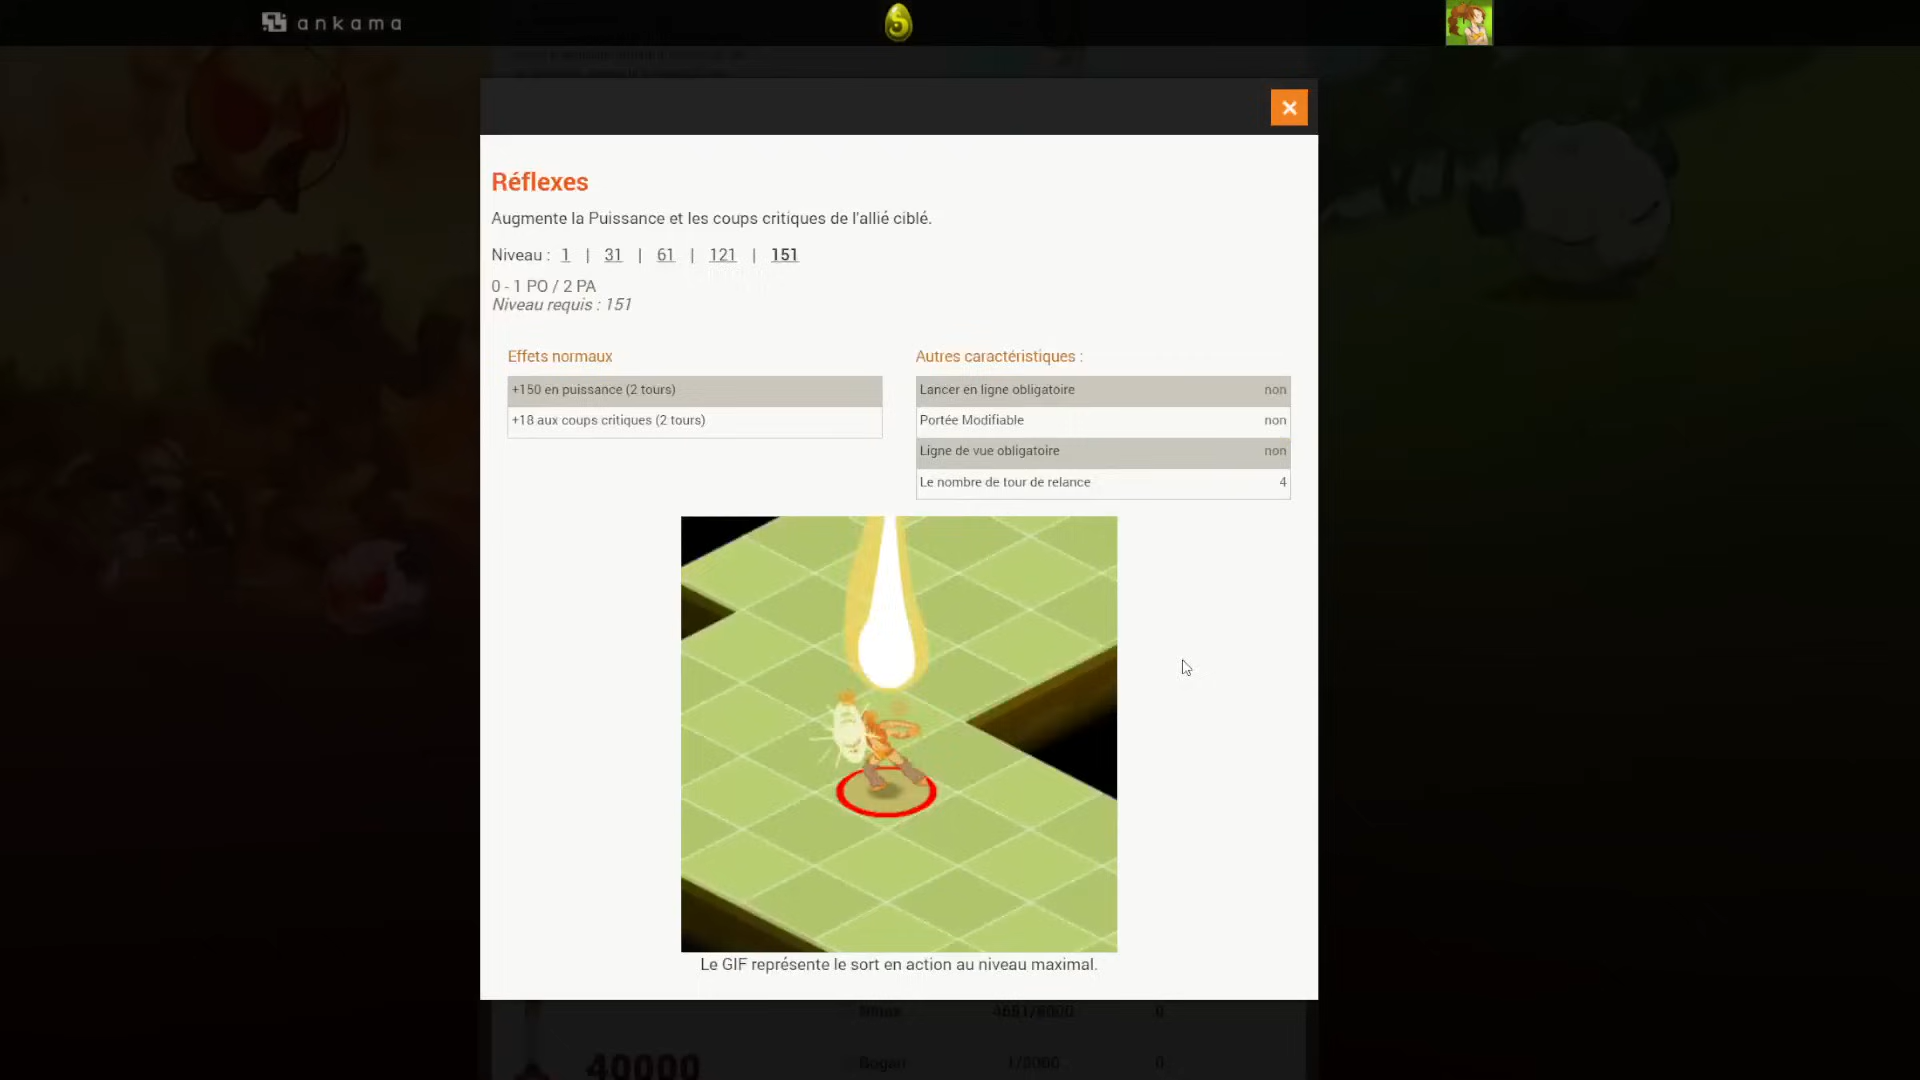 ankama
Réflexes
Augmente la Puissance et les coups critiques de l'allié ciblé.
Niveau : 1 | 31 | 61 | 121 | 151
0 - 1 PO / 2 PA
Niveau requis : 151
Effets normaux
+150 en puissance (2 tours)
+18 aux coups critiques (2 tours)
Autres caractéristiques :
Lancer en ligne obligatoire non
Portée Modifiable non
Ligne de vue obligatoire non
Le nombre de tour de relance 4
Le GIF représente le sort en action au niveau maximal.
40000